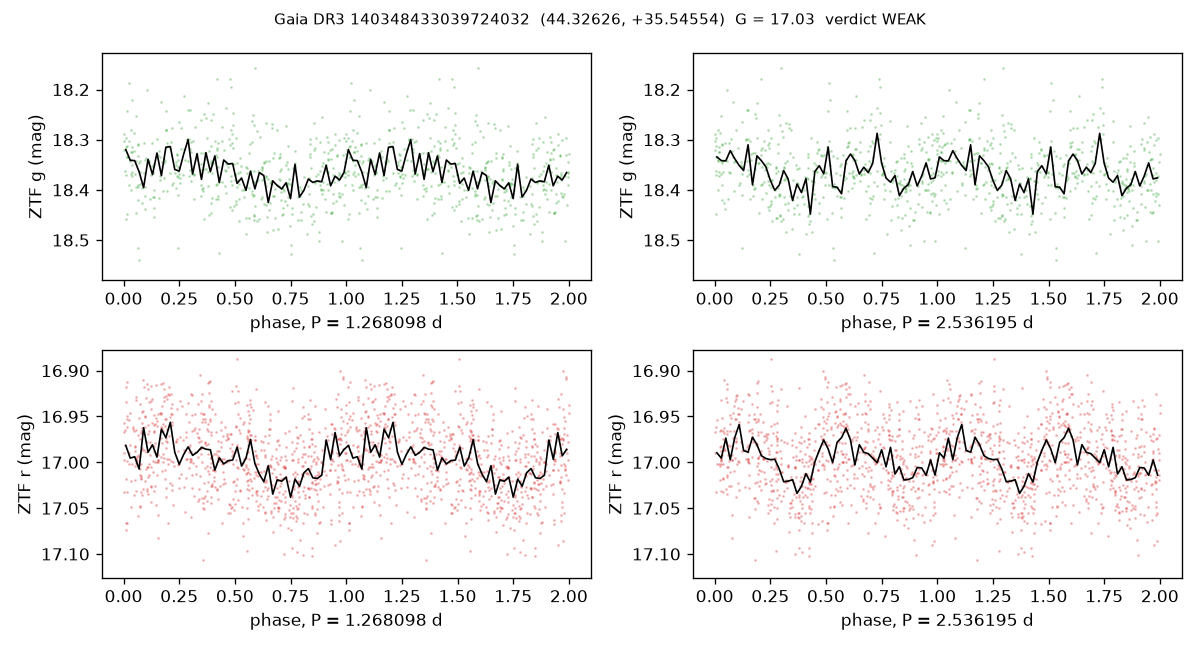 Gaia DR3 140348433039724032 (44.32626, +35.54554) G = 17.03 verdict WEAK
ZTF g (mag)
18.2
18.3
18.4
18.5
0.00 0.25 0.50 0.75 1.00 1.25 1.50 1.75 2.00
phase, P = 1.268098 d
ZTF g (mag)
18.2
18.3
18.4
18.5
0.00 0.25 0.50 0.75 1.00 1.25 1.50 1.75 2.00
phase, P = 2.536195 d
ZTF r (mag)
16.90
16.95
17.00
17.05
17.10
0.00 0.25 0.50 0.75 1.00 1.25 1.50 1.75 2.00
phase, P = 1.268098 d
ZTF r (mag)
16.90
16.95
17.00
17.05
17.10
0.00 0.25 0.50 0.75 1.00 1.25 1.50 1.75 2.00
phase, P = 2.536195 d